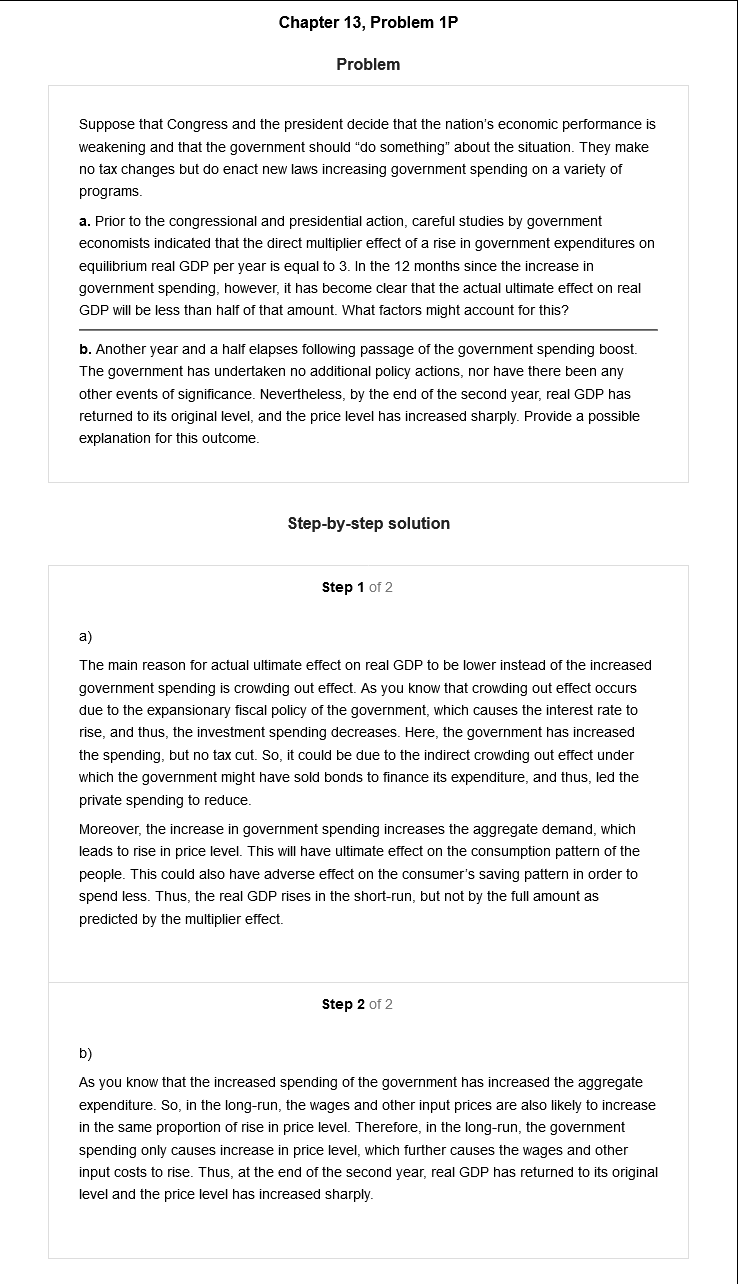 Chapter 13, Problem 1P
Problem
Suppose that Congress and the president decide that the nation's economic performance is
weakening and that the government should “do something” about the situation. They make
no tax changes but do enact new laws increasing government spending on a variety of
programs.
a. Prior to the congressional and presidential action, careful studies by government
economists indicated that the direct multiplier effect of a rise in government expenditures on
equilibrium real GDP per year is equal to 3. In the 12 months since the increase in
government spending, however, it has become clear that the actual ultimate effect on real
GDP will be less than half of that amount. What factors might account for this?
b. Another year and a half elapses following passage of the government spending boost.
The government has undertaken no additional policy actions, nor have there been any
other events of significance. Nevertheless, by the end of the second year, real GDP has
returned to its original level, and the price level has increased sharply. Provide a possible
explanation for this outcome.
Step-by-step solution
Step 1 of 2
a)
The main reason for actual ultimate effect on real GDP to be lower instead of the increased
government spending is crowding out effect. As you know that crowding out effect occurs
due to the expansionary fiscal policy of the government, which causes the interest rate to
rise, and thus, the investment spending decreases. Here, the government has increased
the spending, but no tax cut. So, it could be due to the indirect crowding out effect under
which the government might have sold bonds to finance its expenditure, and thus, led the
private spending to reduce.
Moreover, the increase in government spending increases the aggregate demand, which
leads to rise in price level. This will have ultimate effect on the consumption pattern of the
people. This could also have adverse effect on the consumer's saving pattern in order to
spend less. Thus, the real GDP rises in the short-run, but not by the full amount as
predicted by the multiplier effect.
Step 2 of 2
b)
As you know that the increased spending of the government has increased the aggregate
expenditure. So, in the long-run, the wages and other input prices are also likely to increase
in the same proportion of rise in price level. Therefore, in the long-run, the government
spending only causes increase in price level, which further causes the wages and other
input costs to rise. Thus, at the end of the second year, real GDP has returned to its original
level and the price level has increased sharply.